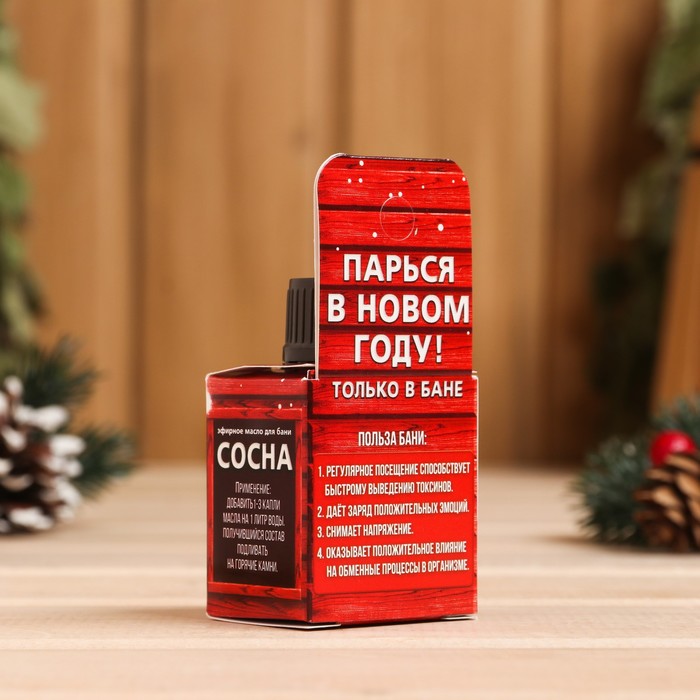 ПАРЬСЯ
В НОВОМ
ГОДУ!
ТОЛЬКО В БАНЕ
ПОЛЬЗА БАНИ:
1. РЕГУЛЯРНОЕ ПОСЕЩЕНИЕ СПОСОБСТВУЕТ
БЫСТРОМУ ВЫВЕДЕНИЮ ТОКСИНОВ.
2. ДАЁТ ЗАРЯД ПОЛОЖИТЕЛЬНЫХ ЭМОЦИЙ.
3. СНИМАЕТ НАПРЯЖЕНИЕ.
4. ОКАЗЫВАЕТ ПОЛОЖИТЕЛЬНОЕ ВЛИЯНИЕ
НА ОБМЕННЫЕ ПРОЦЕССЫ В ОРГАНИЗМЕ.
эфирное масло для бани
СОСНА
ПРИМЕНЕНИЕ:
ДОБАВИТЬ 1-3 КАПЛИ
МАСЛА НА 1 ЛИТР ВОДЫ.
ПОЛУЧИВШИЙСЯ СОСТАВ
ПОДЛИВАТЬ
НА ГОРЯЧИЕ КАМНИ.